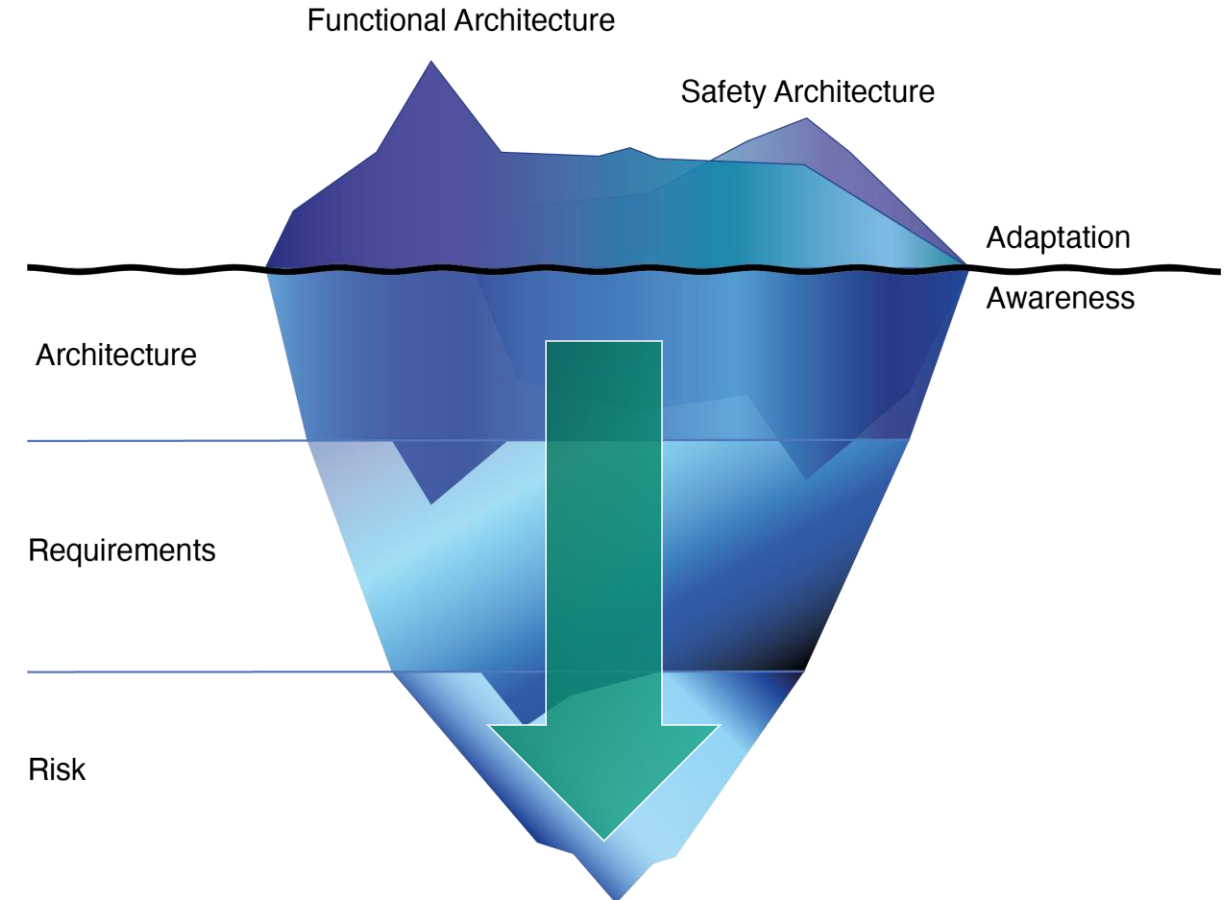 Functional Architecture
Safety Architecture
Adaptation
Awareness
Architecture
Requirements
Risk